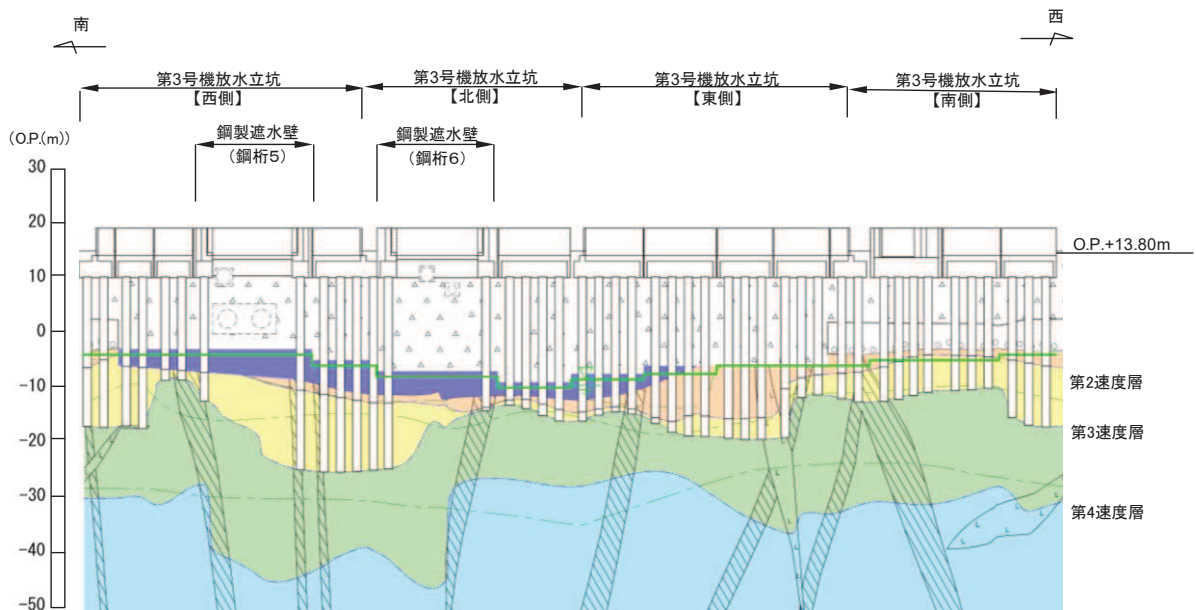 南
西
第3号機放水立坑
【西側】
第3号機放水立坑
【北側】
第3号機放水立坑
【東側】
第3号機放水立坑
【南側】
鋼製遮水壁
（鋼桁5）
鋼製遮水壁
（鋼桁6）
(O.P.(m))
30
20
10
0
-10
-20
-30
-40
-50
O.P.+13.80m
第2速度層
第3速度層
第4速度層